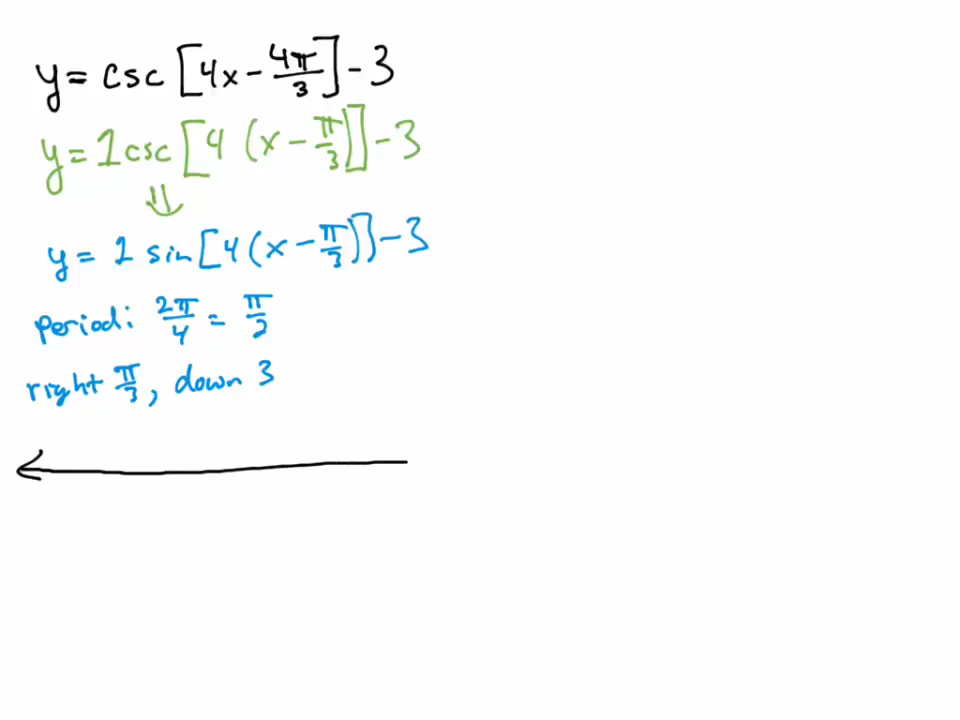 y = csc [4x - 4π/3] - 3
y = 1 csc [4 (x - π/3)] - 3
⇓
y = 1 sin [4 (x - π/3)] - 3
period: 2π/4 = π/2
right π/3, down 3